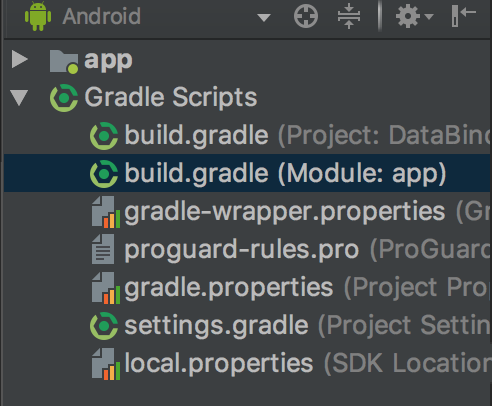 Android
app
Gradle Scripts
build.gradle (Project: DataBind
build.gradle (Module: app)
gradle-wrapper.properties (Gr
proguard-rules.pro (ProGuard
gradle.properties (Project Prop
settings.gradle (Project Settin
local.properties (SDK Location